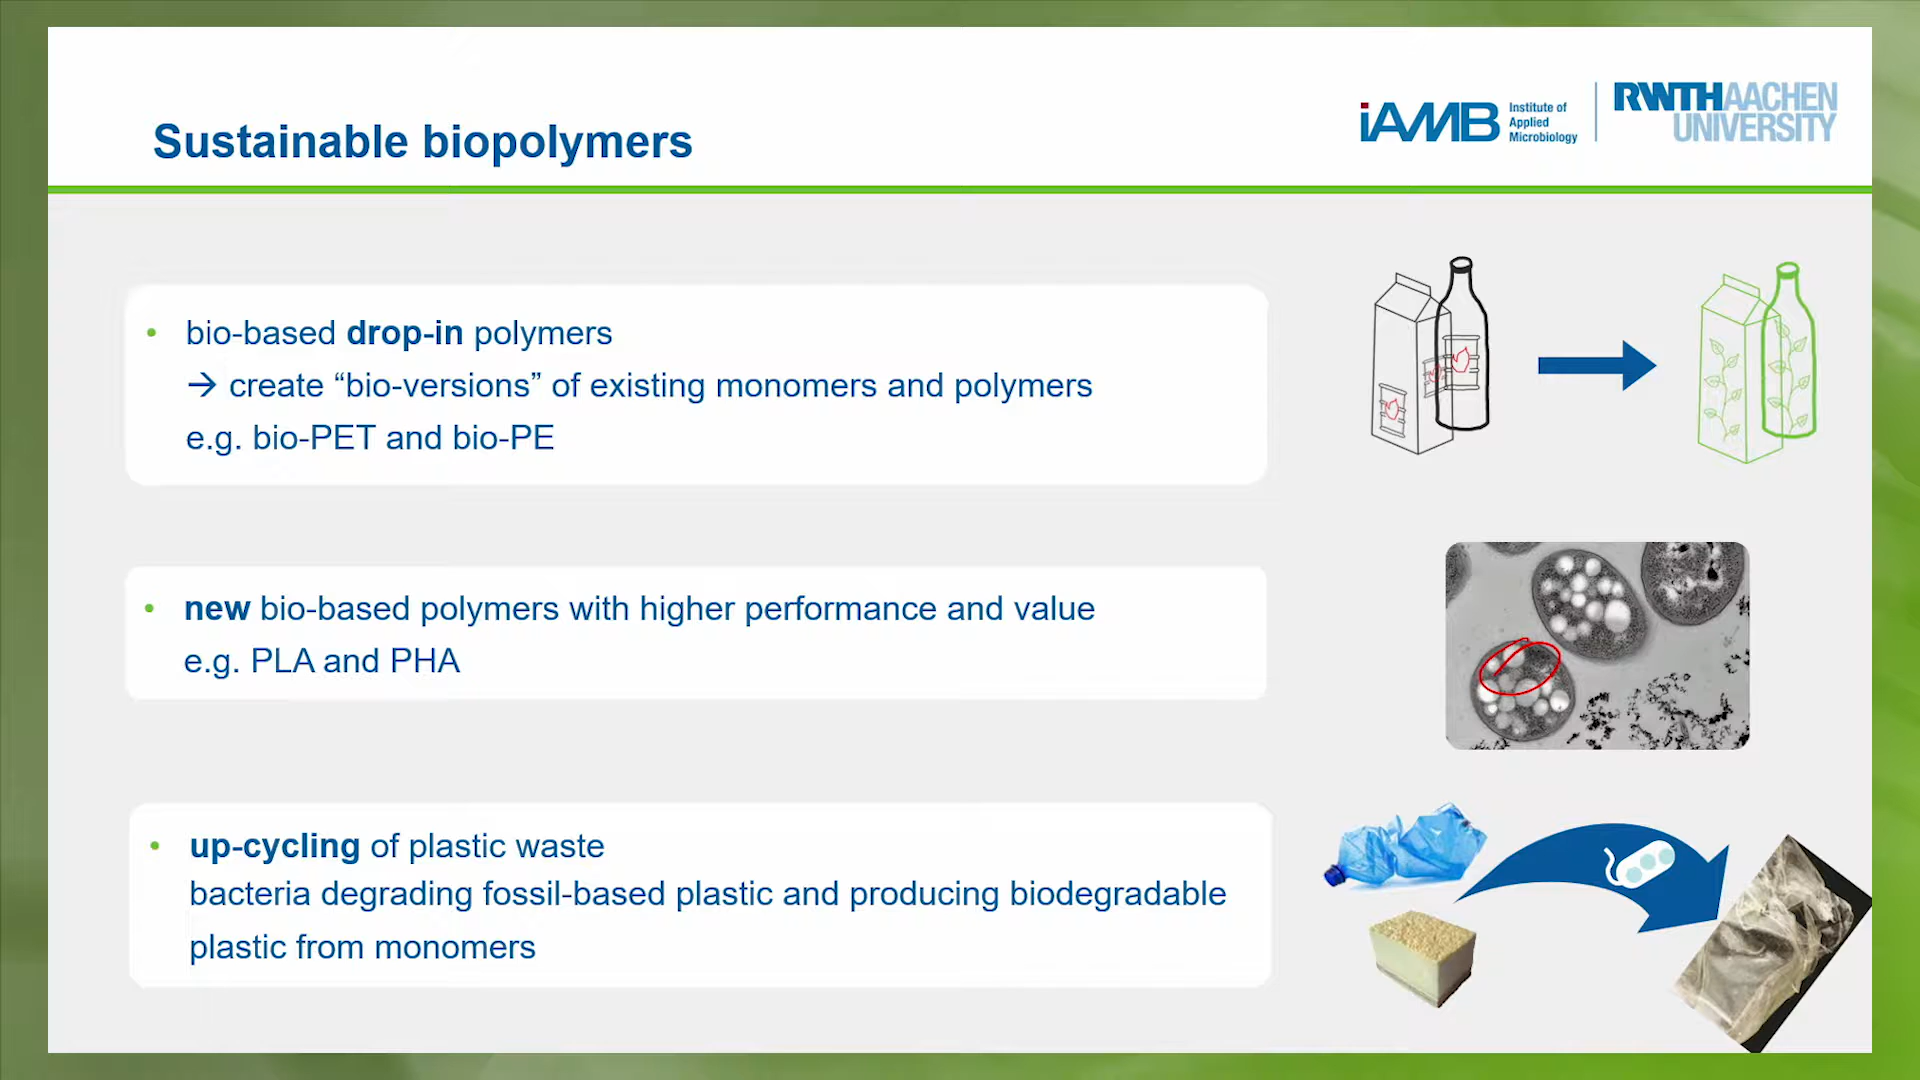 Sustainable biopolymers
iAMB
Institute of
Applied
Microbiology
RWTHAACHEN
UNIVERSITY
• bio-based drop-in polymers
→ create “bio-versions” of existing monomers and polymers
e.g. bio-PET and bio-PE
• new bio-based polymers with higher performance and value
e.g. PLA and PHA
• up-cycling of plastic waste
bacteria degrading fossil-based plastic and producing biodegradable
plastic from monomers